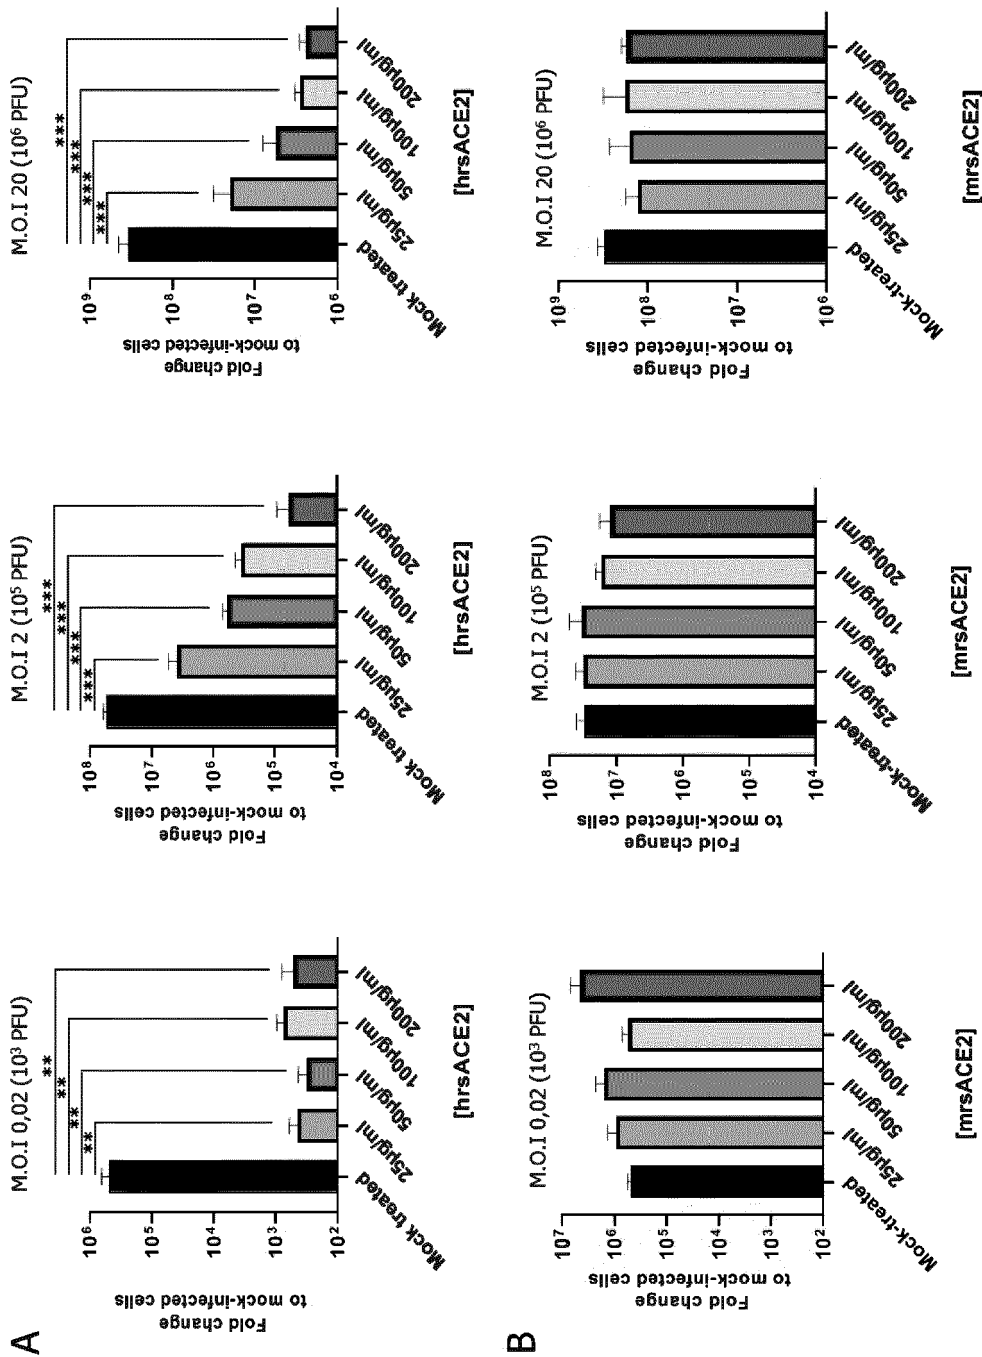 A
M.O.I 0,02 (10³ PFU)
Fold change
to mock-infected cells
10⁶
10⁵
10⁴
10³
10²
**
**
**
**
Mock treated
25µg/ml
50µg/ml
100µg/ml
200µg/ml
[hrsACE2]
M.O.I 2 (10⁵ PFU)
Fold change
to mock-infected cells
10⁸
10⁷
10⁶
10⁵
10⁴
***
***
***
***
Mock treated
25µg/ml
50µg/ml
100µg/ml
200µg/ml
[hrsACE2]
M.O.I 20 (10⁶ PFU)
Fold change
to mock-infected cells
10⁹
10⁸
10⁷
10⁶
***
***
***
***
Mock treated
25µg/ml
50µg/ml
100µg/ml
200µg/ml
[hrsACE2]
B
M.O.I 0,02 (10³ PFU)
Fold change
to mock-infected cells
10⁷
10⁶
10⁵
10⁴
10³
10²
Mock-treated
25µg/ml
50µg/ml
100µg/ml
200µg/ml
[mrsACE2]
M.O.I 2 (10⁵ PFU)
Fold change
to mock-infected cells
10⁸
10⁷
10⁶
10⁵
10⁴
Mock-treated
25µg/ml
50µg/ml
100µg/ml
200µg/ml
[mrsACE2]
M.O.I 20 (10⁶ PFU)
Fold change
to mock-infected cells
10⁹
10⁸
10⁷
10⁶
Mock-treated
25µg/ml
50µg/ml
100µg/ml
200µg/ml
[mrsACE2]